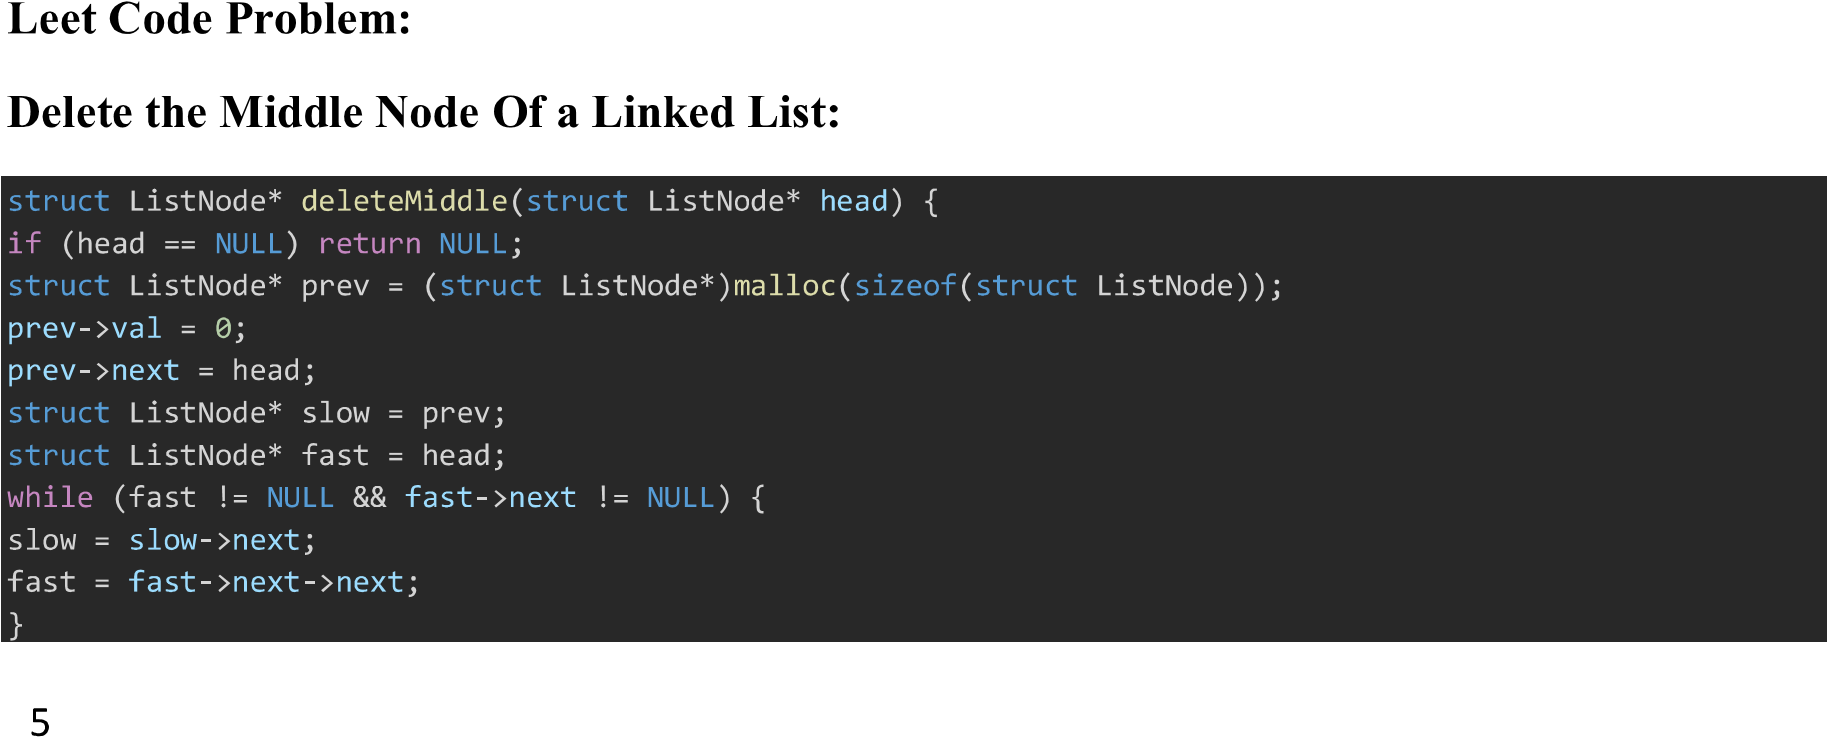 Leet Code Problem:
Delete the Middle Node Of a Linked List:
struct ListNode* deleteMiddle(struct ListNode* head) {
if (head == NULL) return NULL;
struct ListNode* prev = (struct ListNode*)malloc(sizeof(struct ListNode));
prev->val = 0;
prev->next = head;
struct ListNode* slow = prev;
struct ListNode* fast = head;
while (fast != NULL && fast->next != NULL) {
slow = slow->next;
fast = fast->next->next;
}
5